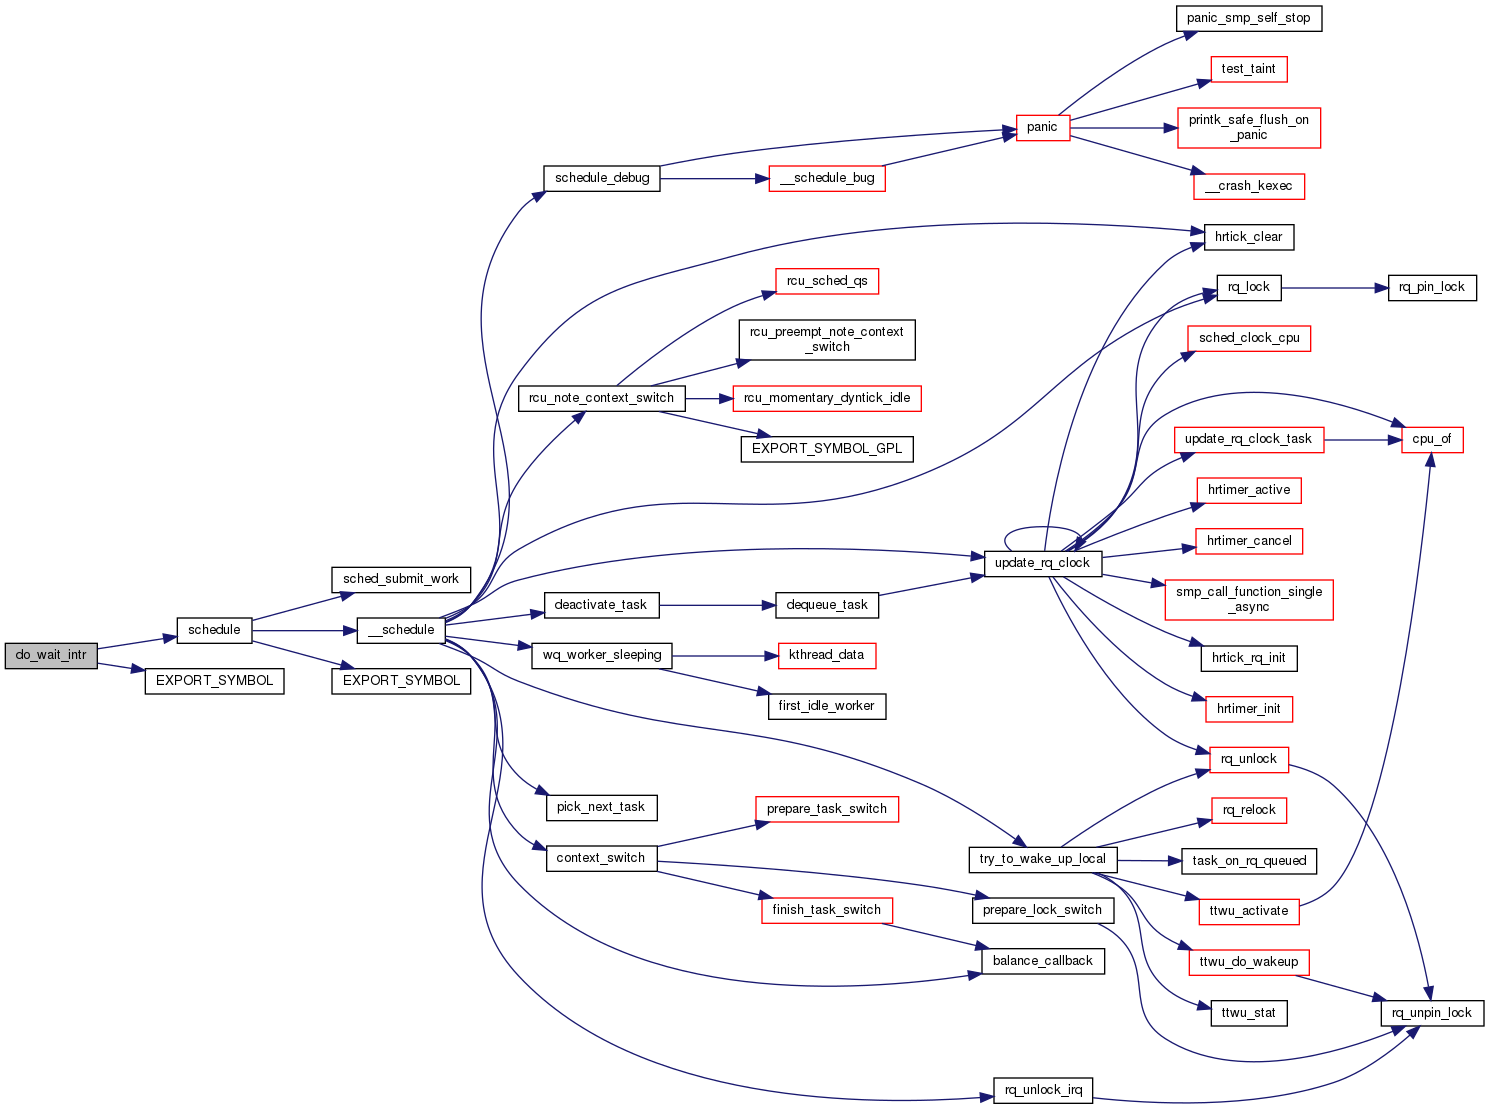 panic_smp_self_stop
test_taint
printk_safe_flush_on
_panic
panic
__crash_kexec
schedule_debug
__schedule_bug
hrtick_clear
rcu_sched_qs
rq_lock
rq_pin_lock
rcu_preempt_note_context
_switch
sched_clock_cpu
rcu_note_context_switch
rcu_momentary_dyntick_idle
EXPORT_SYMBOL_GPL
update_rq_clock_task
cpu_of
hrtimer_active
hrtimer_cancel
update_rq_clock
sched_submit_work
smp_call_function_single
_async
deactivate_task
dequeue_task
schedule
__schedule
do_wait_intr
wq_worker_sleeping
kthread_data
hrtick_rq_init
EXPORT_SYMBOL
EXPORT_SYMBOL
first_idle_worker
hrtimer_init
rq_unlock
pick_next_task
prepare_task_switch
rq_relock
context_switch
try_to_wake_up_local
task_on_rq_queued
finish_task_switch
prepare_lock_switch
ttwu_activate
balance_callback
ttwu_do_wakeup
ttwu_stat
rq_unpin_lock
rq_unlock_irq